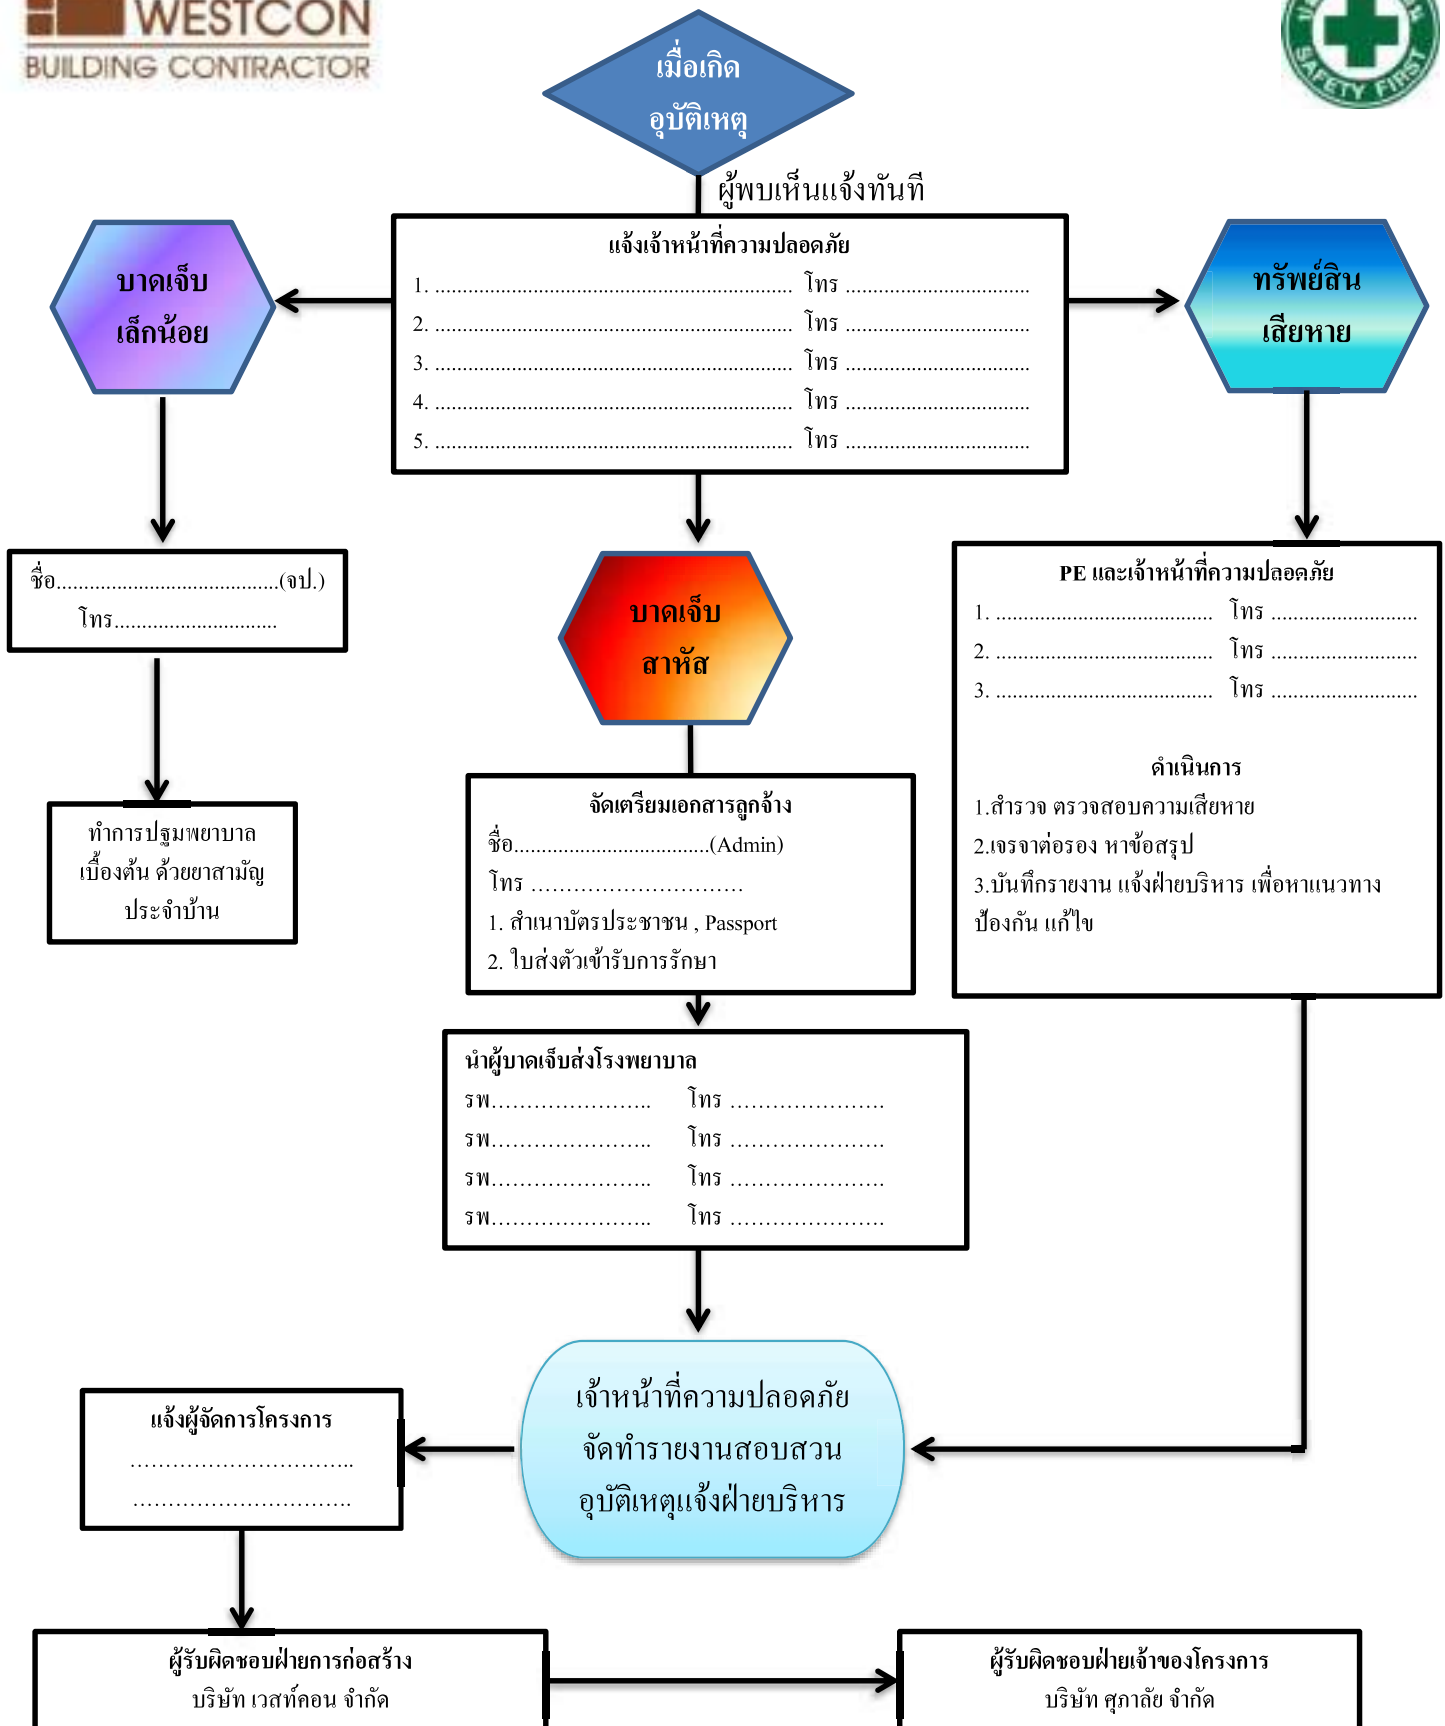 WESTCON
BUILDING CONTRACTOR
SAFETY FIRST
เมื่อเกิด
อุบัติเหตุ
ผู้พบเห็นแจ้งทันที
แจ้งเจ้าหน้าที่ความปลอดภัย
1. ................................................................. โทร .................................
2. ................................................................. โทร .................................
3. ................................................................. โทร .................................
4. ................................................................. โทร .................................
5. ................................................................. โทร .................................
บาดเจ็บ
เล็กน้อย
ทรัพย์สิน
เสียหาย
ชื่อ........................................(จป.)
โทร..............................
ทำการปฐมพยาบาล
เบื้องต้น ด้วยยาสามัญ
ประจำบ้าน
บาดเจ็บ
สาหัส
จัดเตรียมเอกสารลูกจ้าง
ชื่อ...................................(Admin)
โทร …………………………
1. สำเนาบัตรประชาชน , Passport
2. ใบส่งตัวเข้ารับการรักษา
PE และเจ้าหน้าที่ความปลอดภัย
1. ....................................... โทร ..........................
2. ....................................... โทร ..........................
3. ....................................... โทร ..........................
ดำเนินการ
1.สำรวจ ตรวจสอบความเสียหาย
2.เจรจาต่อรอง หาข้อสรุป
3.บันทึกรายงาน แจ้งฝ่ายบริหาร เพื่อหาแนวทาง
ป้องกัน แก้ไข
นำผู้บาดเจ็บส่งโรงพยาบาล
รพ………………….. โทร ………………….
รพ………………….. โทร ………………….
รพ………………….. โทร ………………….
รพ………………….. โทร ………………….
เจ้าหน้าที่ความปลอดภัย
จัดทำรายงานสอบสวน
อุบัติเหตุแจ้งฝ่ายบริหาร
แจ้งผู้จัดการโครงการ
…………………………..
………………………….
ผู้รับผิดชอบฝ่ายการก่อสร้าง
บริษัท เวสท์คอน จำกัด
ผู้รับผิดชอบฝ่ายเจ้าของโครงการ
บริษัท ศุภาลัย จำกัด